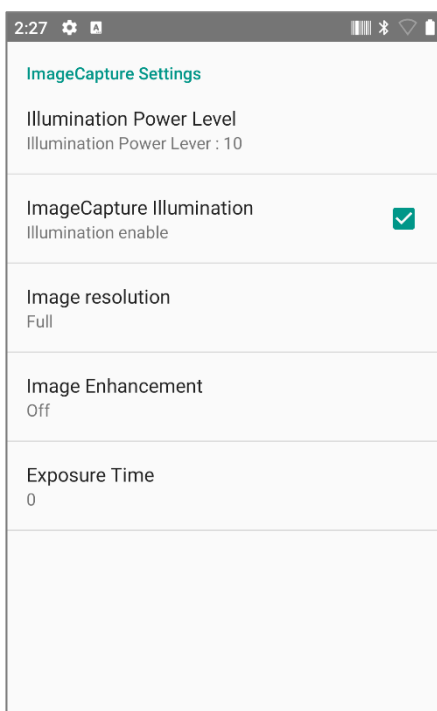 2:27
ImageCapture Settings
Illumination Power Level
Illumination Power Lever : 10
ImageCapture Illumination
Illumination enable
Image resolution
Full
Image Enhancement
Off
Exposure Time
0